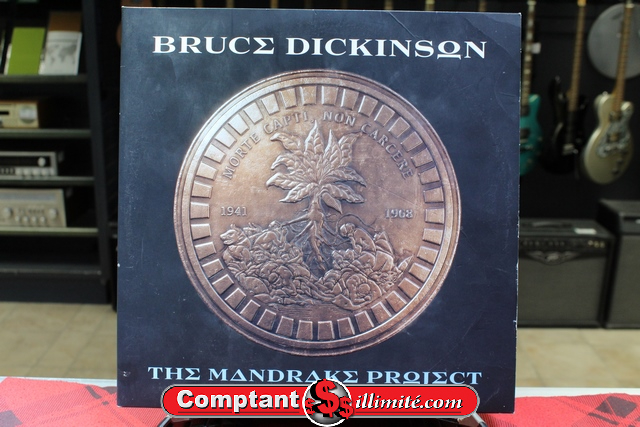 BRUCE DICKINSON
MORTE CAPTI, NON CARCERE
1941 1968
THE MANDRAKE PROJECT
Comptant $$ illimité.com